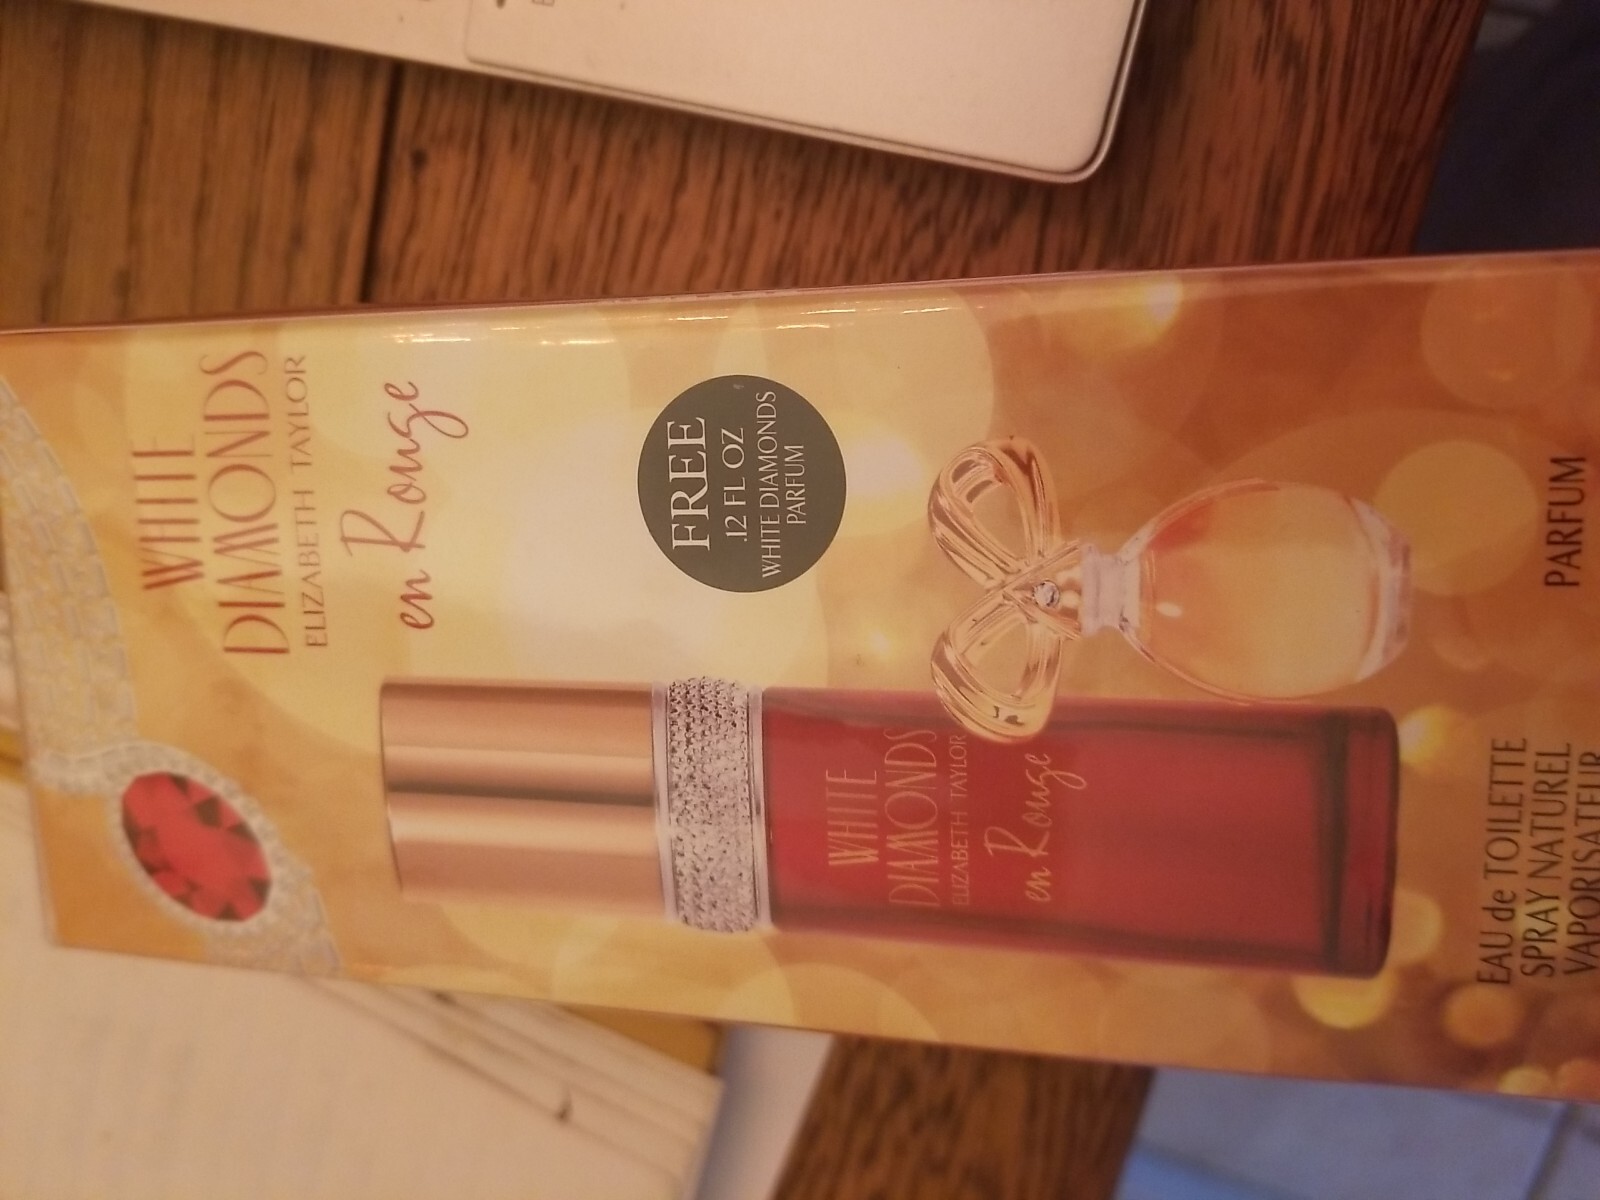 WHITE
DIAMONDS
ELIZABETH TAYLOR
en Rouge
FREE
.12 FL OZ
WHITE DIAMONDS
PARFUM
WHITE
DIAMONDS
ELIZABETH TAYLOR
en Rouge
PARFUM
EAU de TOILETTE
SPRAY NATUREL
VAPORISATEUR